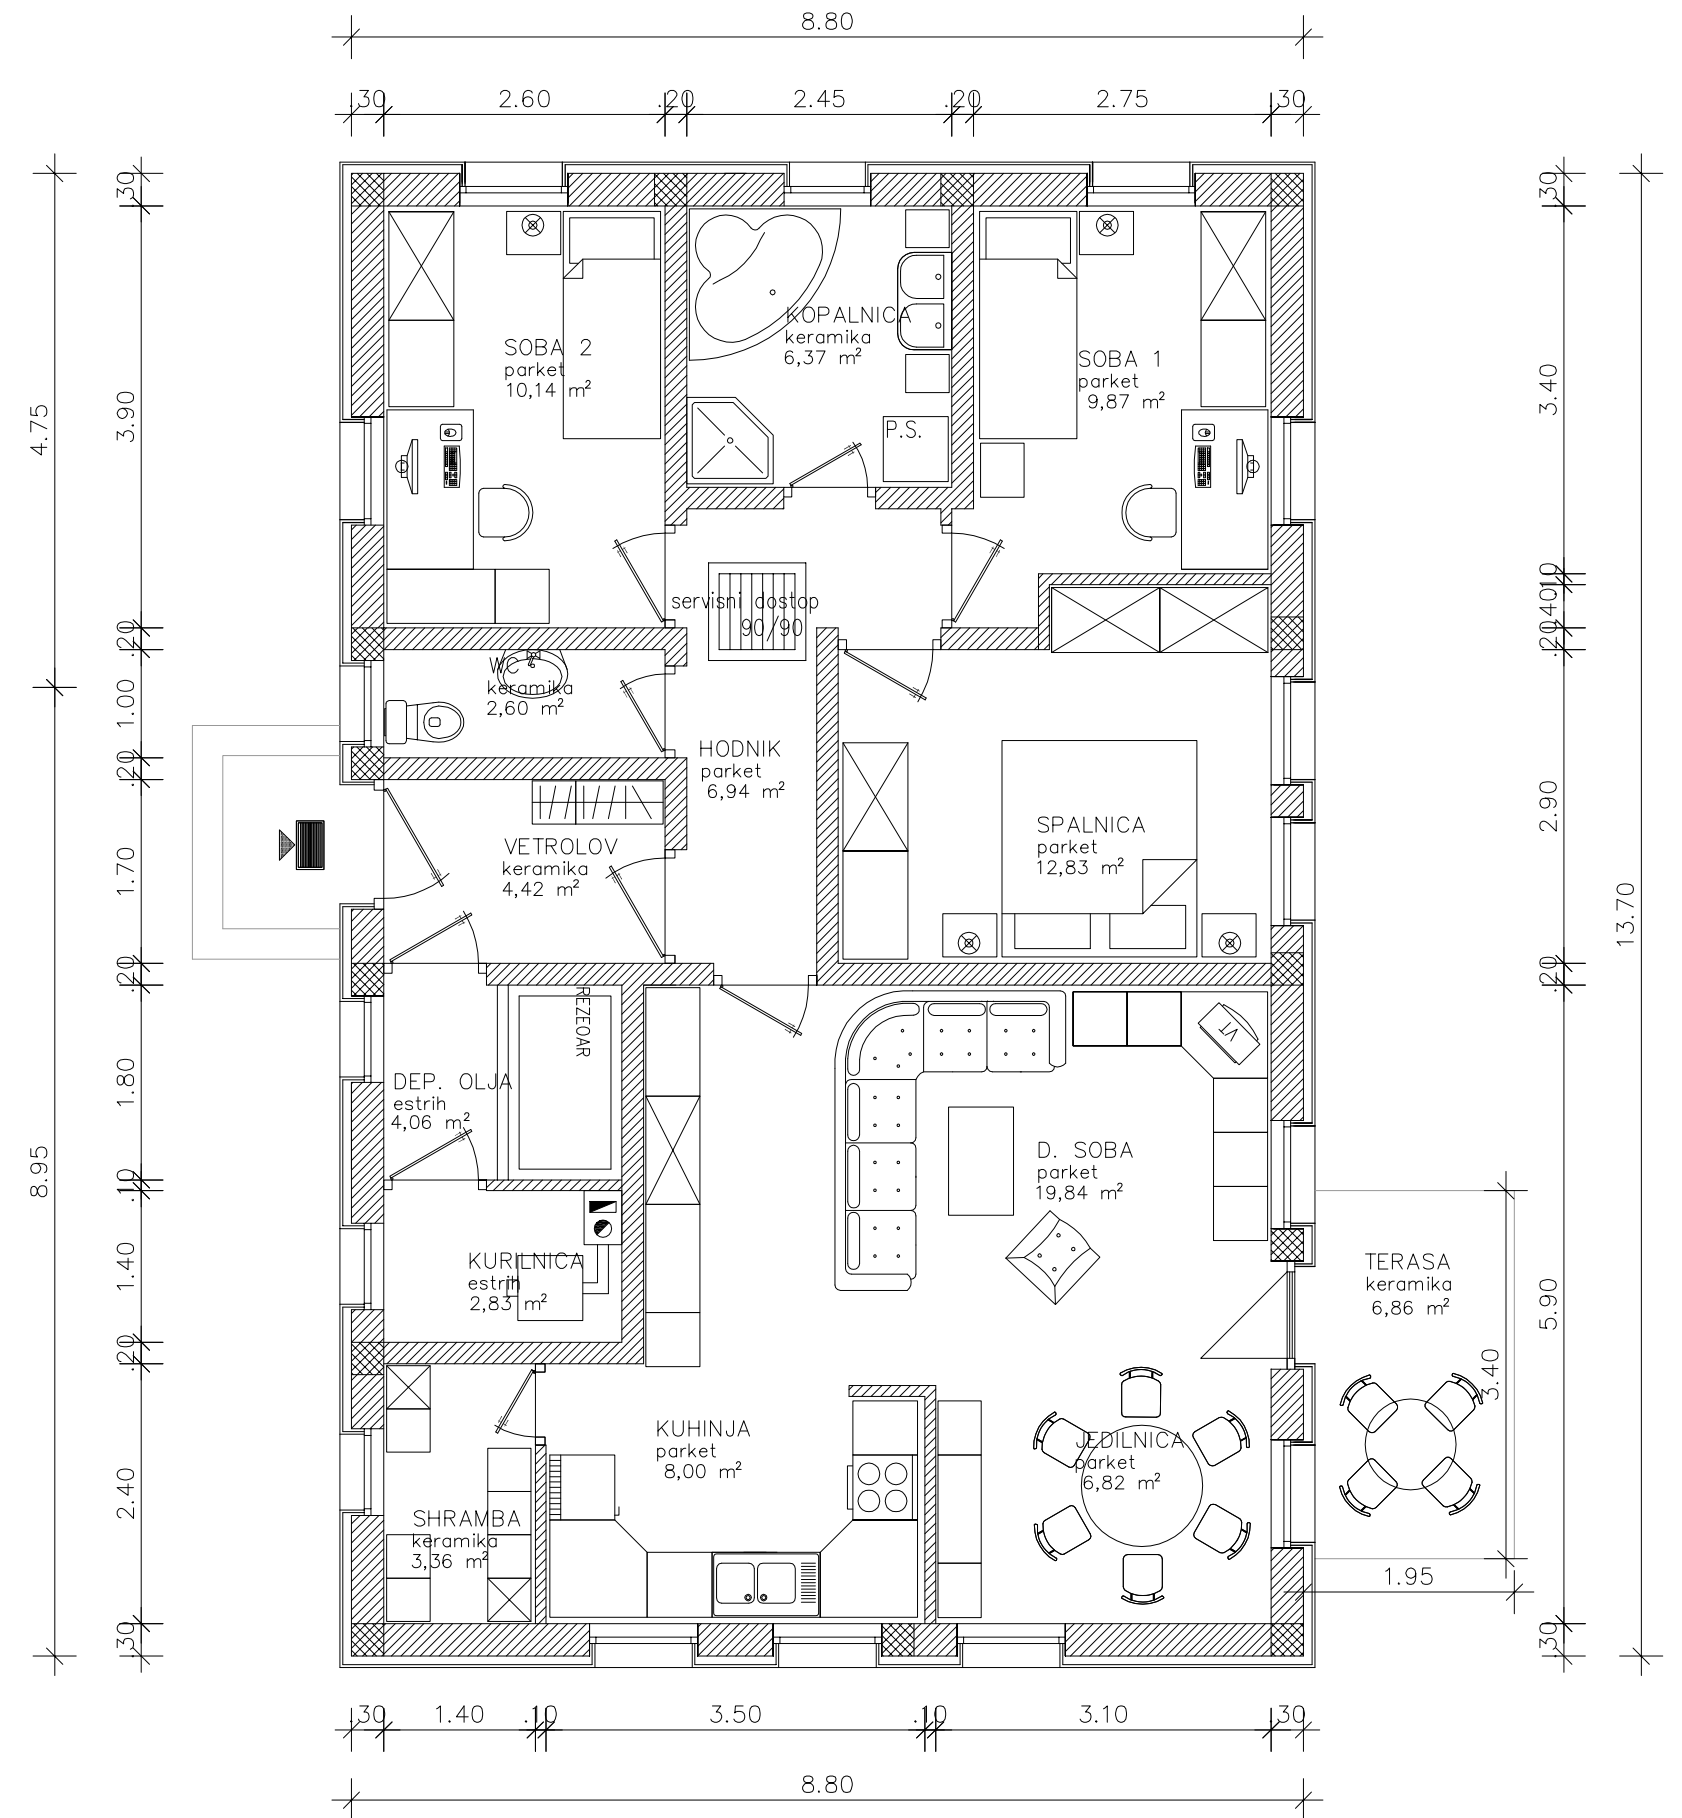 8.80
.30 2.60 .20 2.45 .20 2.75 .30
.30
3.90
.20
1.00
.20
1.70
.20
1.80
.10
1.40
.20
2.40
.30
4.75
8.95
SOBA 2
parket
10,14 m²
KOPALNICA
keramika
6,37 m²
P.S.
SOBA 1
parket
9,87 m²
servisni dostop
90/90
WC
keramika
2,60 m²
HODNIK
parket
6,94 m²
VETROLOV
keramika
4,42 m²
SPALNICA
parket
12,83 m²
REZEOAR
DEP. OLJA
estrih
4,06 m²
TV
D. SOBA
parket
19,84 m²
KURILNICA
estrih
2,83 m²
TERASA
keramika
6,86 m²
KUHINJA
parket
8,00 m²
JEDILNICA
parket
6,82 m²
SHRAMBA
keramika
3,36 m²
3.40
1.95
.30
3.40
.10
.40
.20
2.90
.20
5.90
.30
13.70
.30 1.40 .10 3.50 .10 3.10 .30
8.80